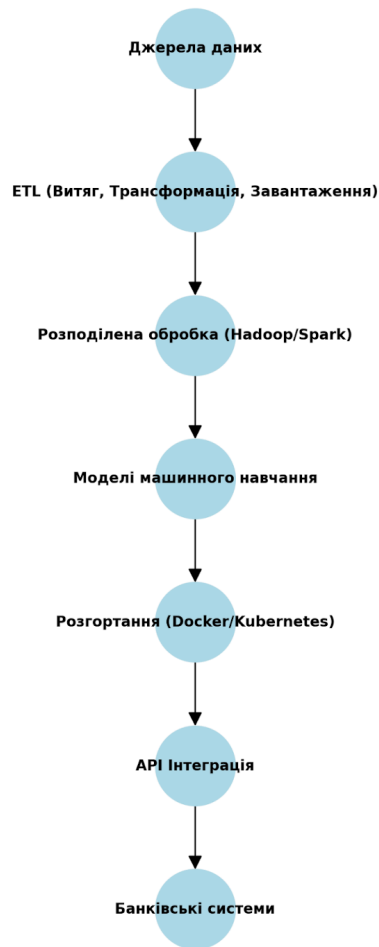 Джерела даних
ETL (Витяг, Трансформація, Завантаження)
Розподілена обробка (Hadoop/Spark)
Моделі машинного навчання
Розгортання (Docker/Kubernetes)
API Інтеграція
Банківські системи